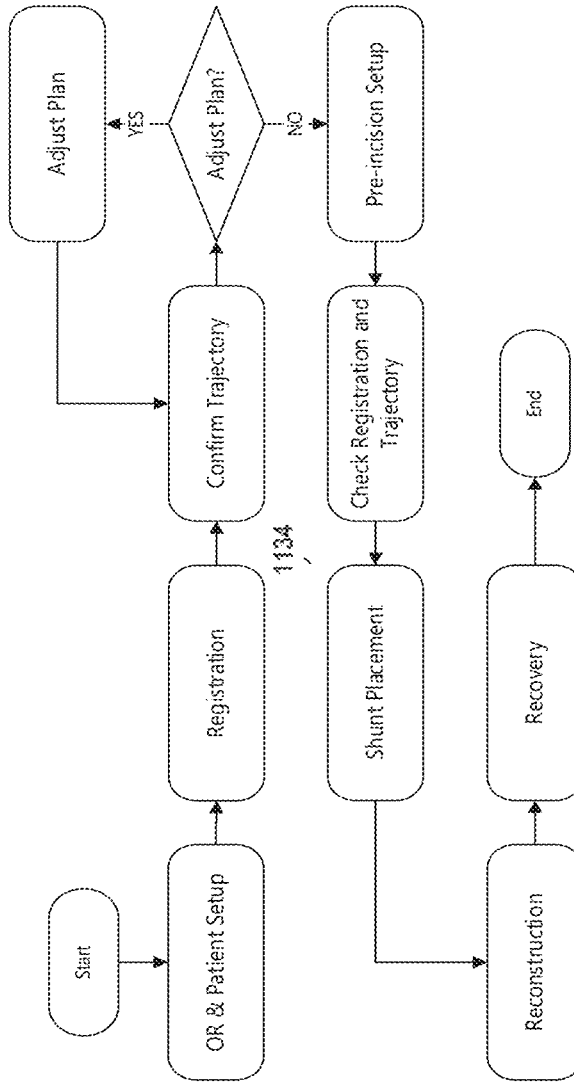 Start
OR & Patient Setup
Registration
Confirm Trajectory
Adjust Plan?
YES
Adjust Plan
NO
Pre-incision Setup
Check Registration and
Trajectory
1134
Shunt Placement
Reconstruction
Recovery
End